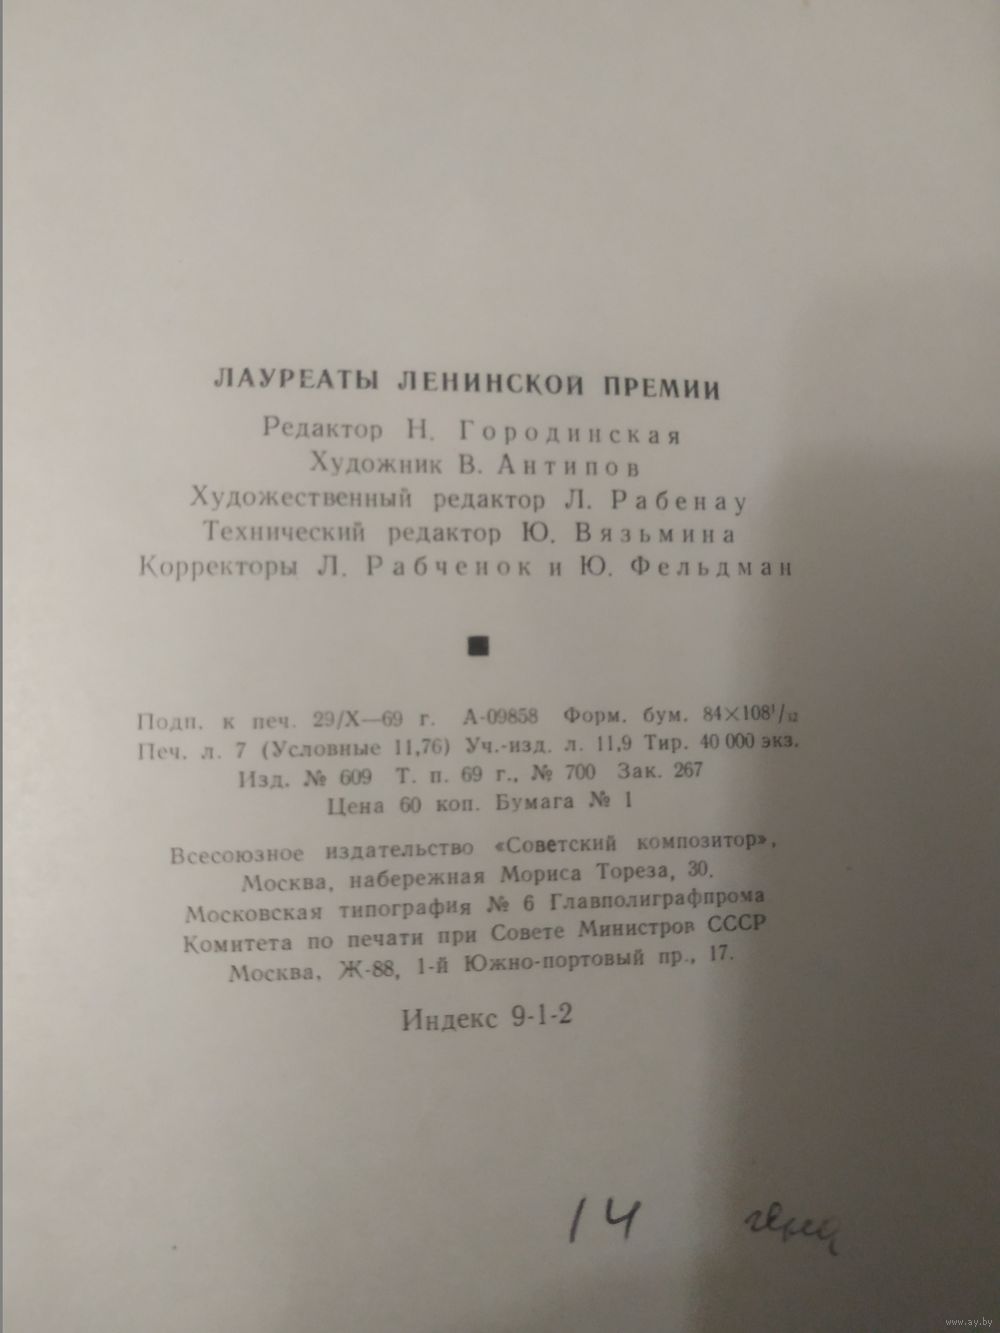 ЛАУРЕАТЫ ЛЕНИНСКОЙ ПРЕМИИ
Редактор Н. Городинская
Художник В. Антипов
Художественный редактор Л. Рабенау
Технический редактор Ю. Вязьмина
Корректоры Л. Рабченок и Ю. Фельдман
Подп. к печ. 29/X—69 г. А-09858 Форм. бум. 84×108¹/₃₂
Печ. л. 7 (Условные 11,76) Уч.-изд. л. 11,9 Тир. 40 000 экз.
Изд. № 609 Т. п. 69 г., № 700 Зак. 267
Цена 60 коп. Бумага № 1
Всесоюзное издательство «Советский композитор»,
Москва, набережная Мориса Тореза, 30.
Московская типография № 6 Главполиграфпрома
Комитета по печати при Совете Министров СССР
Москва, Ж-88, 1-й Южно-портовый пр., 17.
Индекс 9-1-2
14
www.ay.by